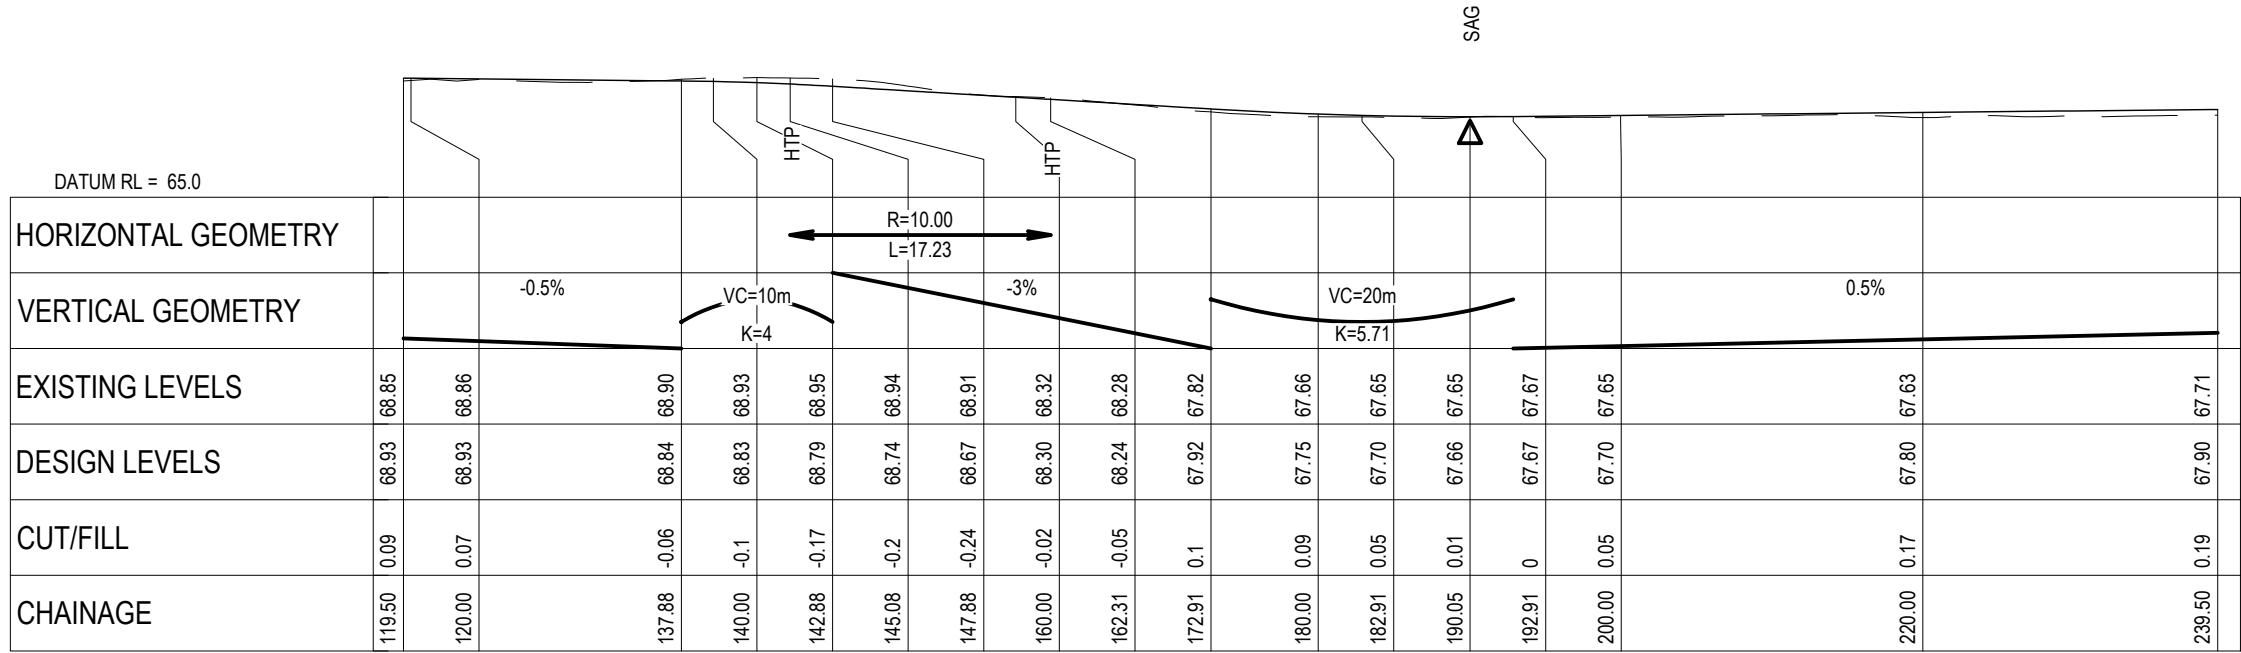 SAG
HTP
HTP
DATUM RL = 65.0
HORIZONTAL GEOMETRY
R=10.00
L=17.23
VERTICAL GEOMETRY
-0.5%
VC=10m
K=4
-3%
VC=20m
K=5.71
0.5%
EXISTING LEVELS 68.85 68.86 68.90 68.93 68.95 68.94 68.91 68.32 68.28 67.82 67.66 67.65 67.65 67.67 67.65 67.63 67.71
DESIGN LEVELS 68.93 68.93 68.84 68.83 68.79 68.74 68.67 68.30 68.24 67.92 67.75 67.70 67.66 67.67 67.70 67.80 67.90
CUT/FILL 0.09 0.07 -0.06 -0.1 -0.17 -0.2 -0.24 -0.02 -0.05 0.1 0.09 0.05 0.01 0 0.05 0.17 0.19
CHAINAGE 119.50 120.00 137.88 140.00 142.88 145.08 147.88 160.00 162.31 172.91 180.00 182.91 190.05 192.91 200.00 220.00 239.50